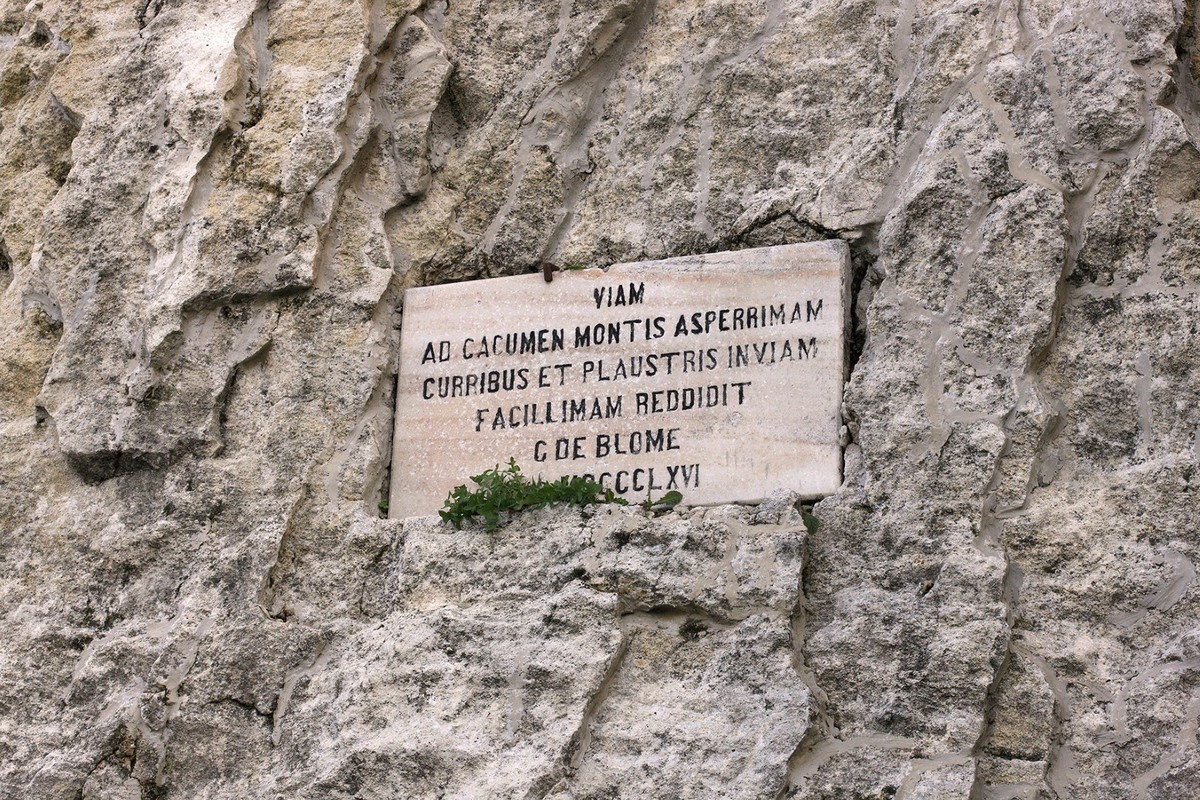 VIAM
AD CACUMEN MONTIS ASPERRIMAM
CURRIBUS ET PLAUSTRIS INVIAM
FACILLIMAM REDDIDIT
C DE BLOME